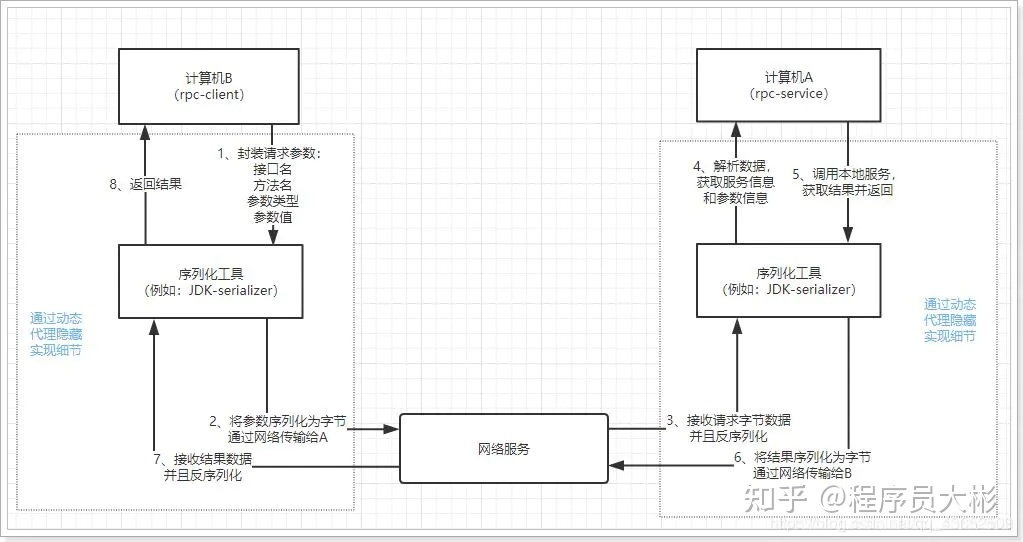 计算机B
（rpc-client）
计算机A
（rpc-service）
1、封装请求参数：
接口名
方法名
参数类型
参数值
8、返回结果
4、解析数据，
获取服务信息
和参数信息
5、调用本地服务，
获取结果并返回
序列化工具
（例如：JDK-serializer）
序列化工具
（例如：JDK-serializer）
通过动态
代理隐藏
实现细节
通过动态
代理隐藏
实现细节
2、将参数序列化为字节
通过网络传输给A
7、接收结果数据
并且反序列化
网络服务
3、接收请求字节数据
并且反序列化
6、将结果序列化为字节
通过网络传输给B
知乎 @程序员大彬